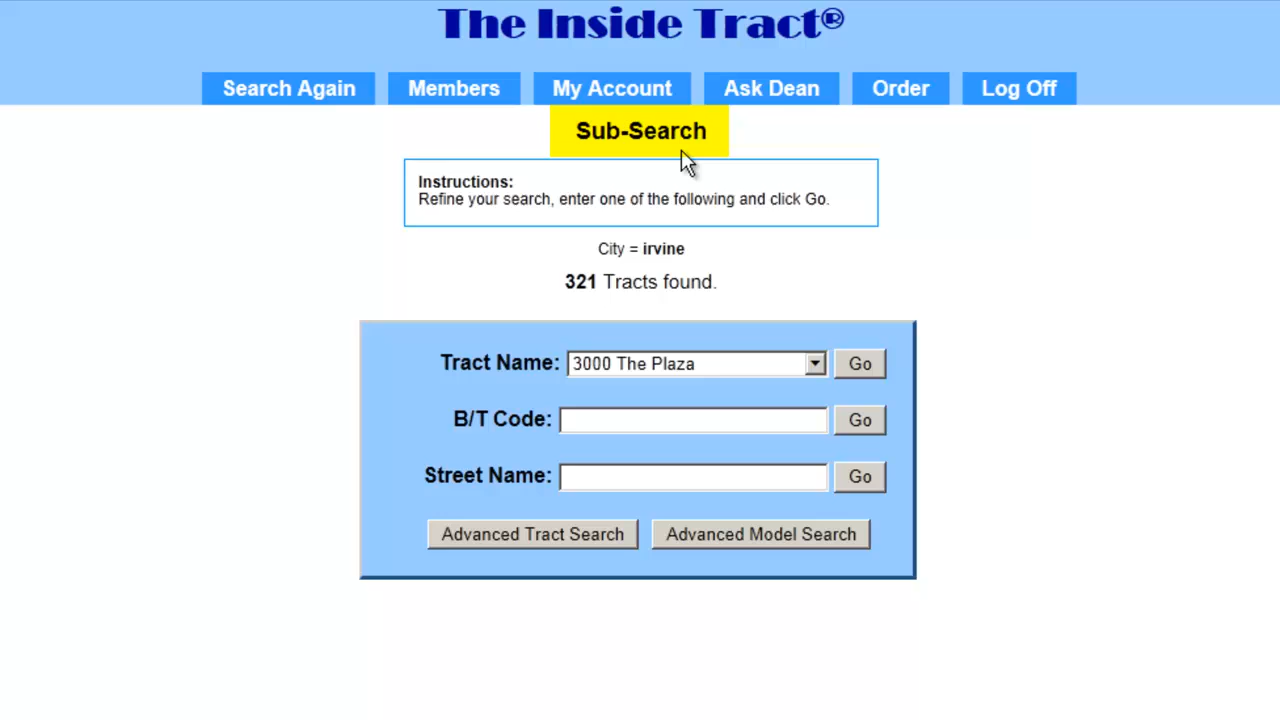 The Inside Tract®
Search Again Members My Account Ask Dean Order Log Off
Sub-Search
Instructions:
Refine your search, enter one of the following and click Go.
City = irvine
321 Tracts found.
Tract Name: 3000 The Plaza Go
B/T Code: Go
Street Name: Go
Advanced Tract Search Advanced Model Search